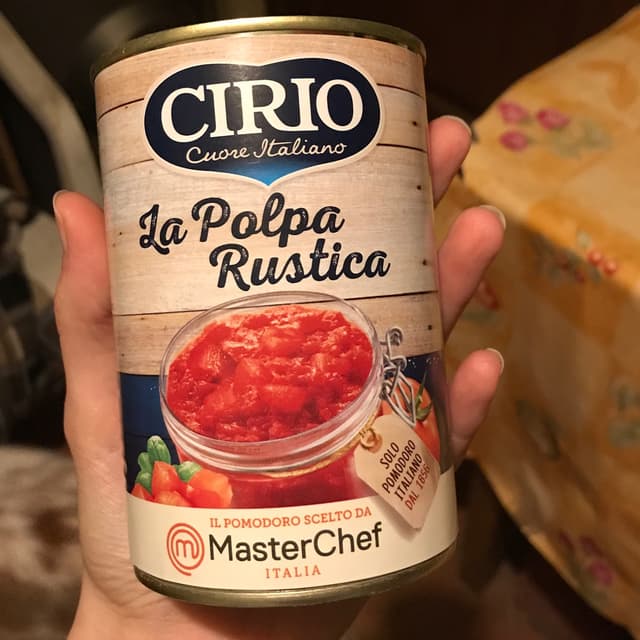 CIRIO
Cuore Italiano
La Polpa
Rustica
SOLO
POMODORO
ITALIANO
DAL 1856
IL POMODORO SCELTO DA
m MasterChef
ITALIA